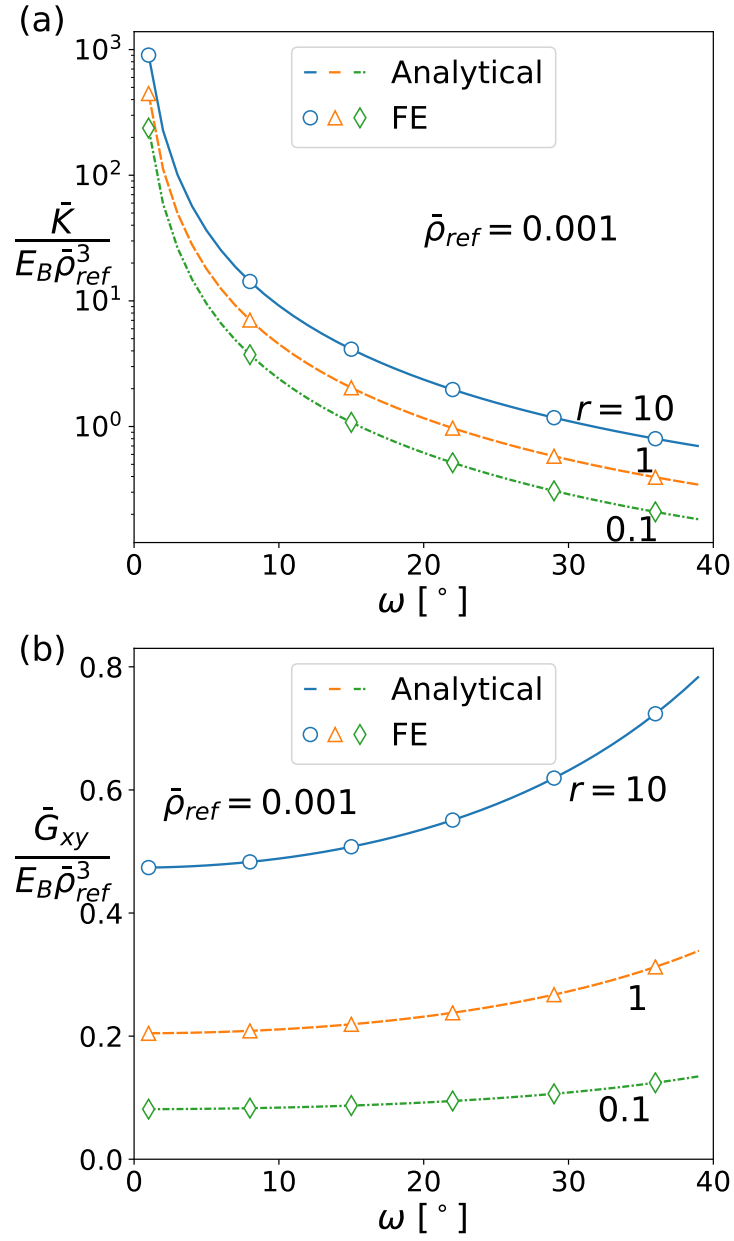 (a)
10³
10²
10¹
10⁰
K̄ / E_B ρ̄³_ref
Analytical
FE
ρ̄_ref = 0.001
r = 10
1
0.1
0 10 20 30 40
ω [°]
(b)
0.8
0.6
0.4
0.2
0.0
Ḡ_xy / E_B ρ̄³_ref
Analytical
FE
ρ̄_ref = 0.001
r = 10
1
0.1
0 10 20 30 40
ω [°]